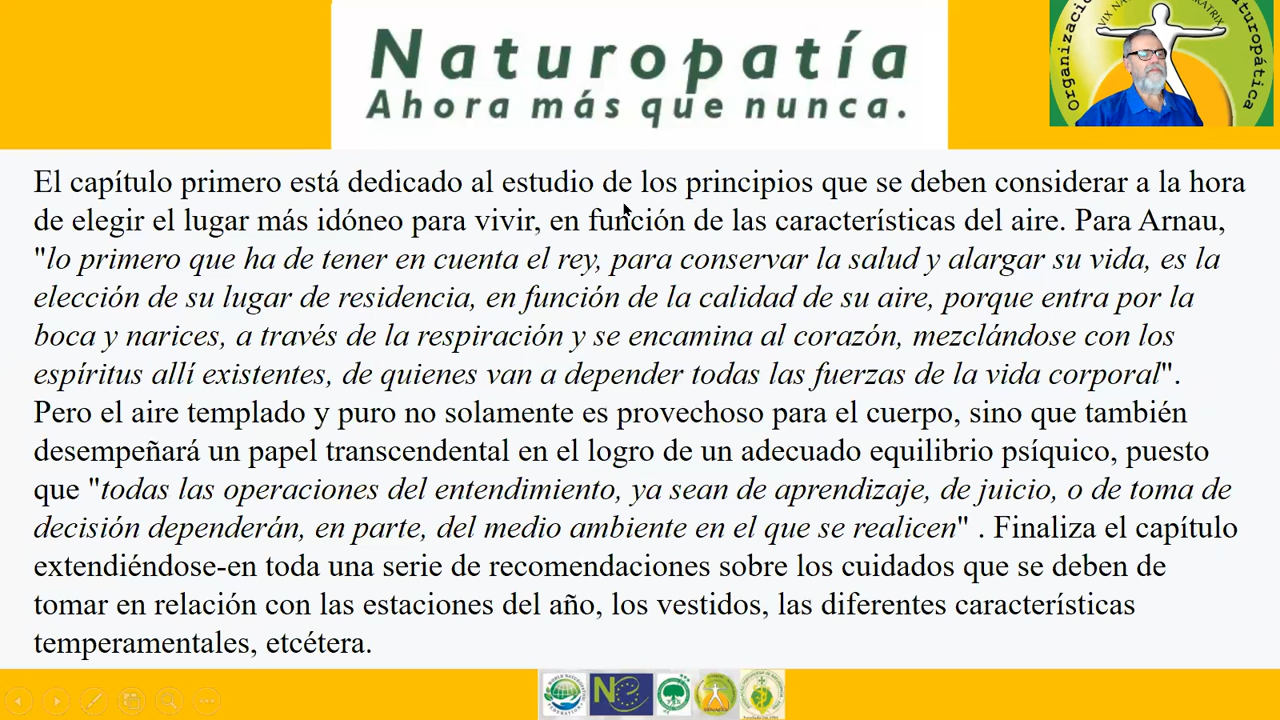 Naturopatía
Ahora más que nunca.
El capítulo primero está dedicado al estudio de los principios que se deben considerar a la hora
de elegir el lugar más idóneo para vivir, en función de las características del aire. Para Arnau,
"lo primero que ha de tener en cuenta el rey, para conservar la salud y alargar su vida, es la
elección de su lugar de residencia, en función de la calidad de su aire, porque entra por la
boca y narices, a través de la respiración y se encamina al corazón, mezclándose con los
espíritus allí existentes, de quienes van a depender todas las fuerzas de la vida corporal".
Pero el aire templado y puro no solamente es provechoso para el cuerpo, sino que también
desempeñará un papel transcendental en el logro de un adecuado equilibrio psíquico, puesto
que "todas las operaciones del entendimiento, ya sean de aprendizaje, de juicio, o de toma de
decisión dependerán, en parte, del medio ambiente en el que se realicen" . Finaliza el capítulo
extendiéndose-en toda una serie de recomendaciones sobre los cuidados que se deben de
tomar en relación con las estaciones del año, los vestidos, las diferentes características
temperamentales, etcétera.